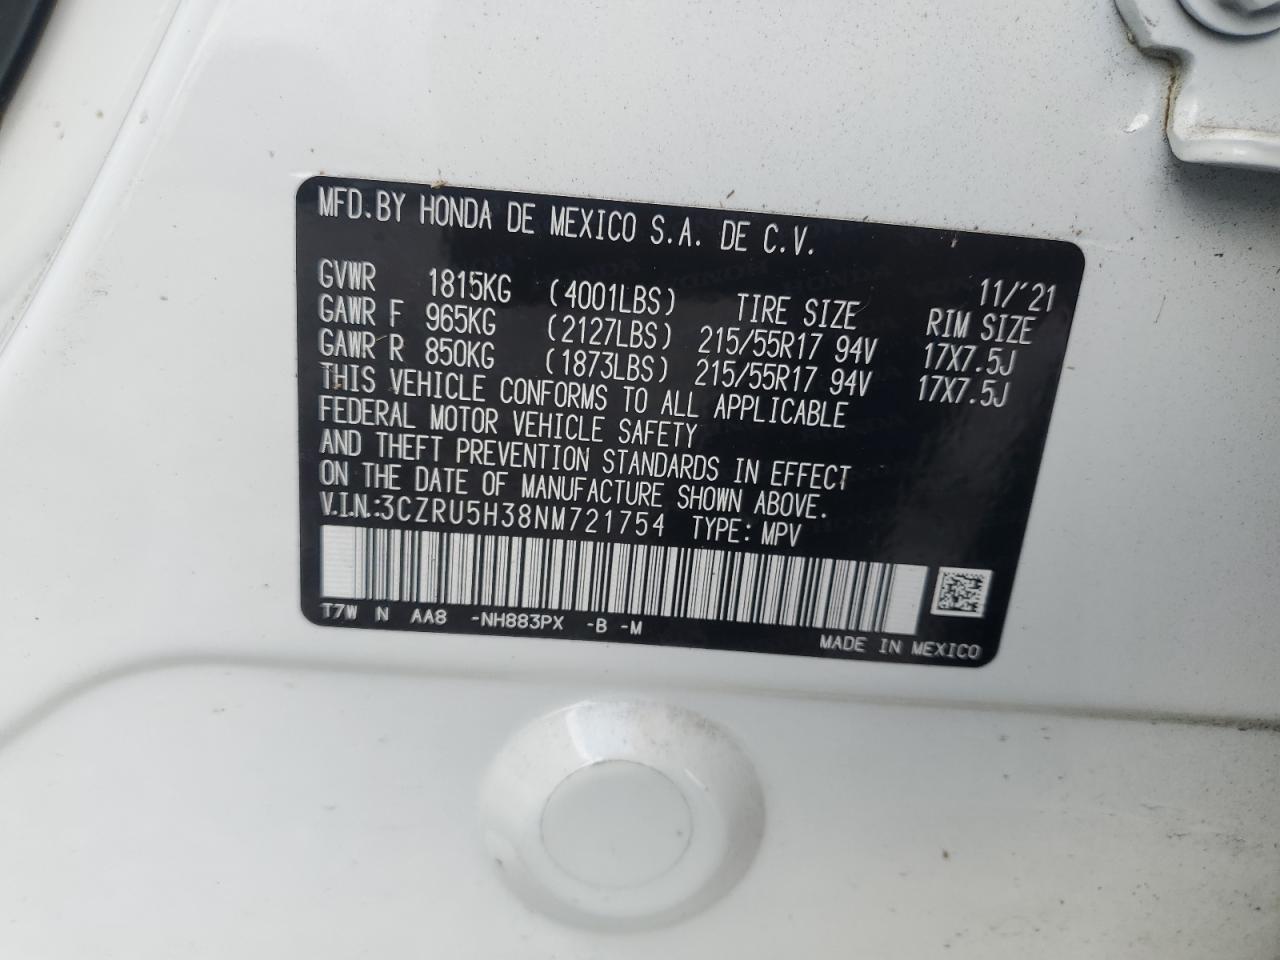 MFD.BY HONDA DE MEXICO S.A. DE C.V.
11/'21
GVWR 1815KG (4001LBS) TIRE SIZE RIM SIZE
GAWR F 965KG (2127LBS) 215/55R17 94V 17X7.5J
GAWR R 850KG (1873LBS) 215/55R17 94V 17X7.5J
THIS VEHICLE CONFORMS TO ALL APPLICABLE
FEDERAL MOTOR VEHICLE SAFETY
AND THEFT PREVENTION STANDARDS IN EFFECT
ON THE DATE OF MANUFACTURE SHOWN ABOVE.
V.I.N.:3CZRU5H38NM721754 TYPE: MPV
T7W N AA8 -NH883PX -B -M
MADE IN MEXICO